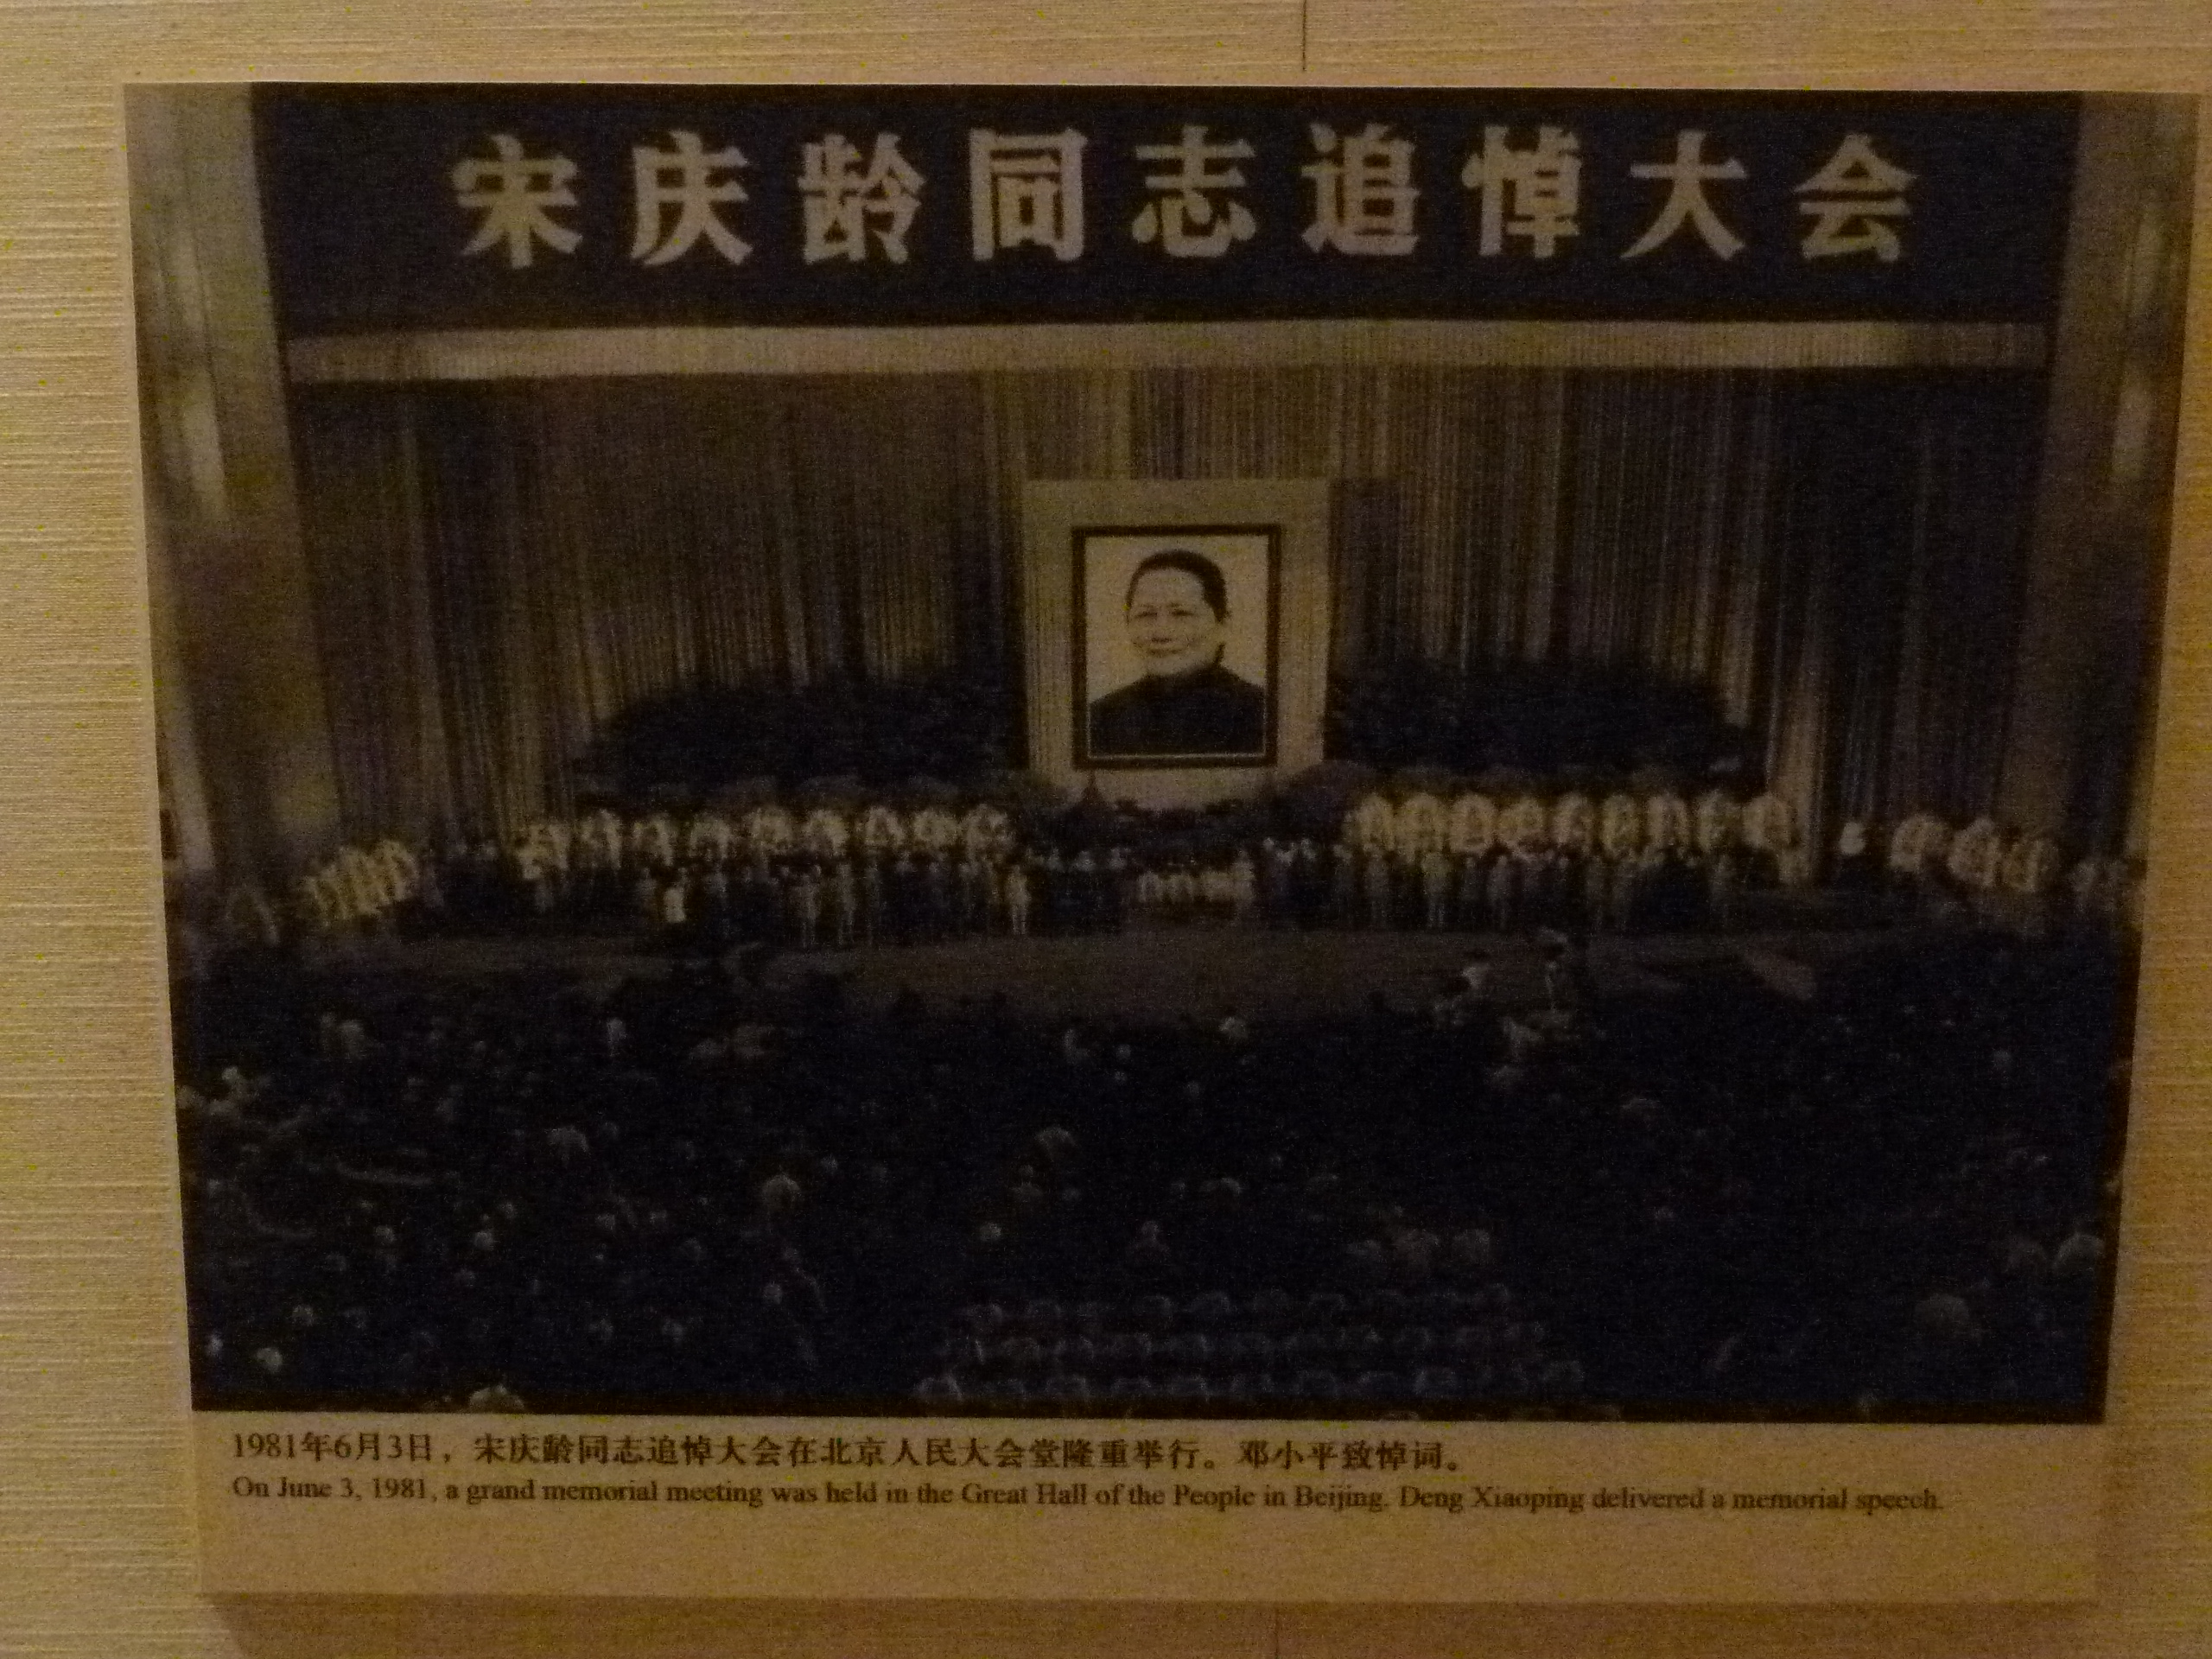 宋庆龄同志追悼大会
1981年6月3日，宋庆龄同志追悼大会在北京人民大会堂隆重举行。邓小平致悼词。
On June 3, 1981, a grand memorial meeting was held in the Great Hall of the People in Beijing. Deng Xiaoping delivered a memorial speech.